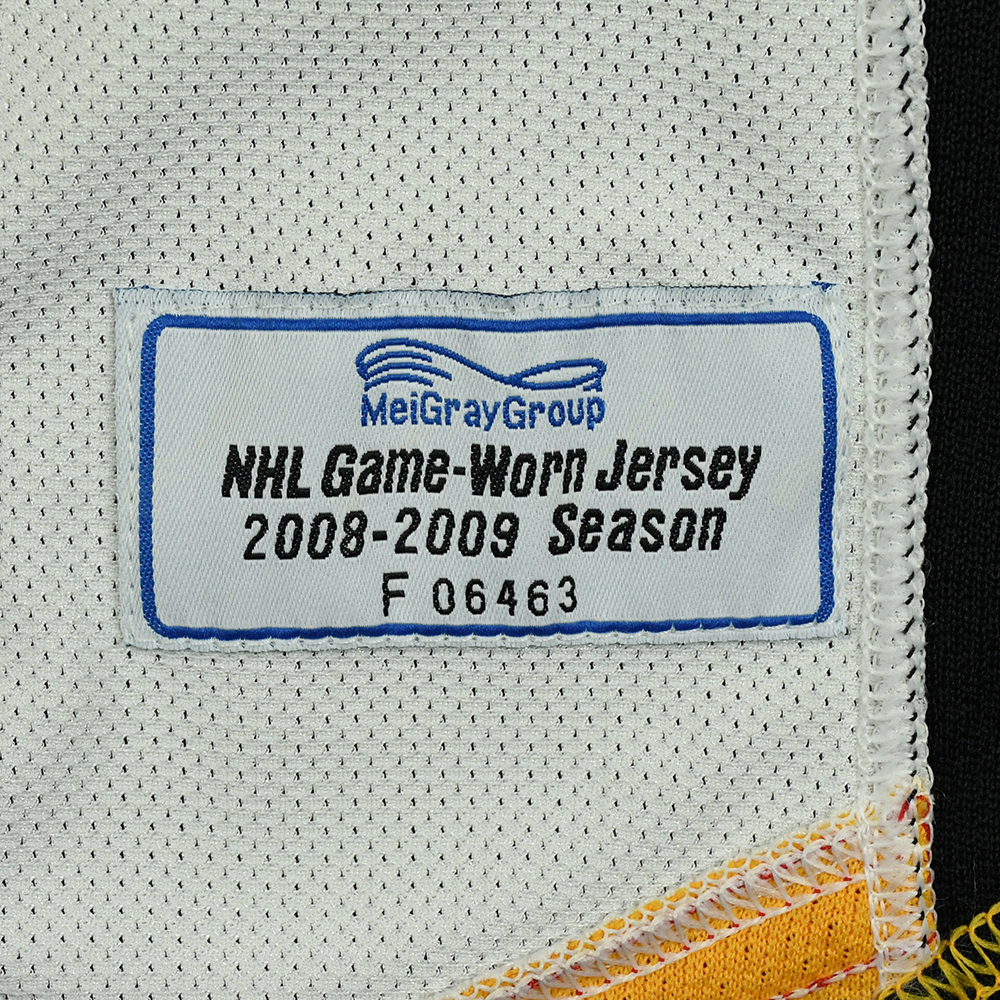 MeiGrayGroup
NHL Game-Worn Jersey
2008-2009 Season
F 06463